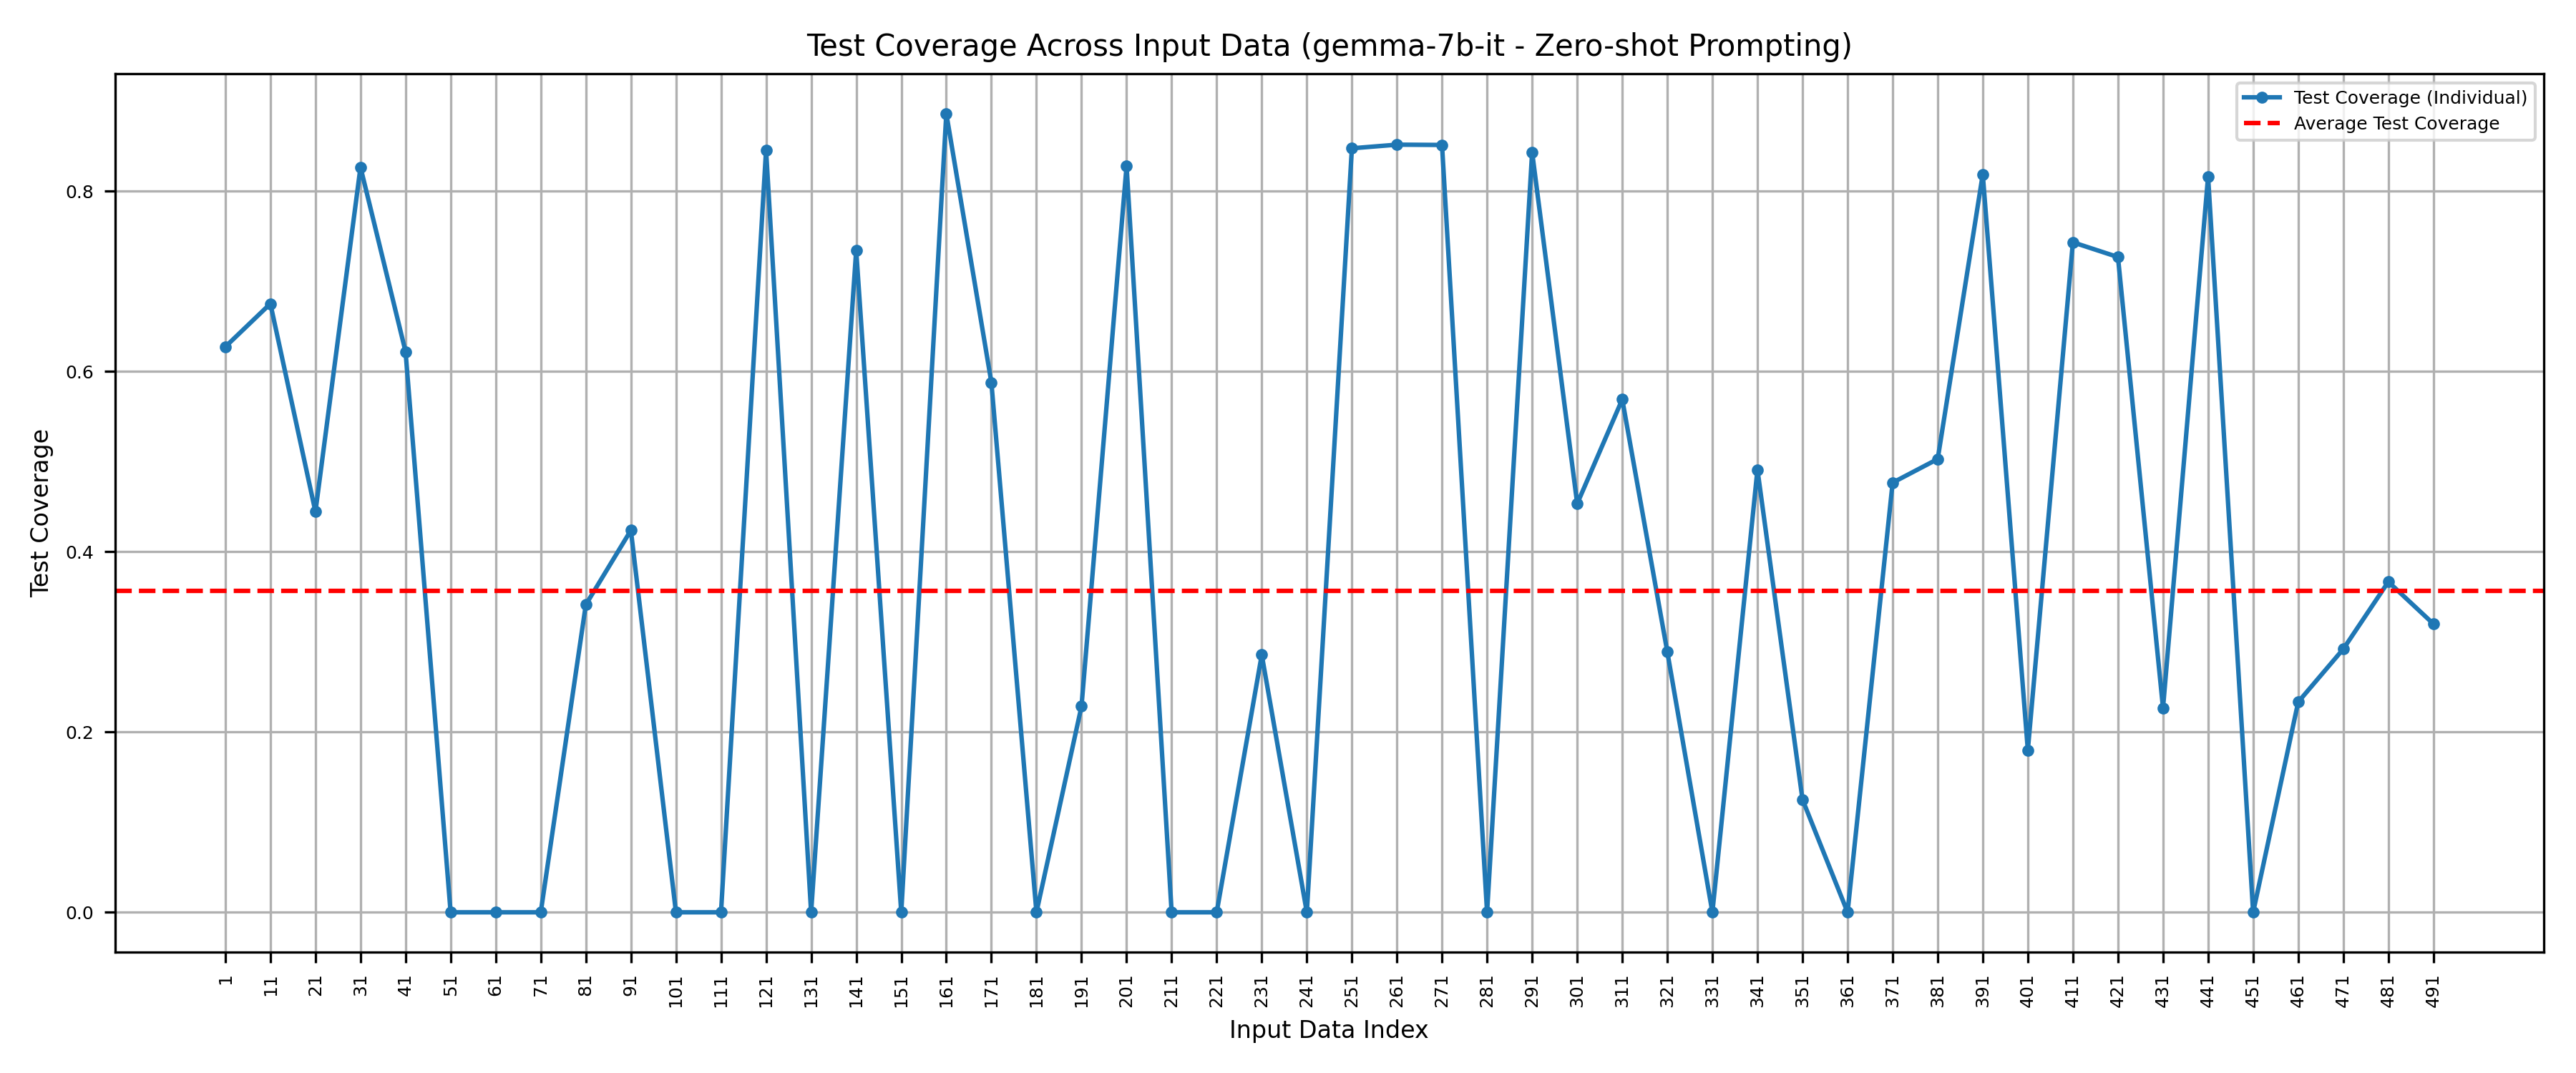 Test Coverage Across Input Data (gemma-7b-it - Zero-shot Prompting)
Test Coverage (Individual)
Average Test Coverage
Test Coverage
0.8
0.6
0.4
0.2
0.0
1 11 21 31 41 51 61 71 81 91 101 111 121 131 141 151 161 171 181 191 201 211 221 231 241 251 261 271 281 291 301 311 321 331 341 351 361 371 381 391 401 411 421 431 441 451 461 471 481 491
Input Data Index